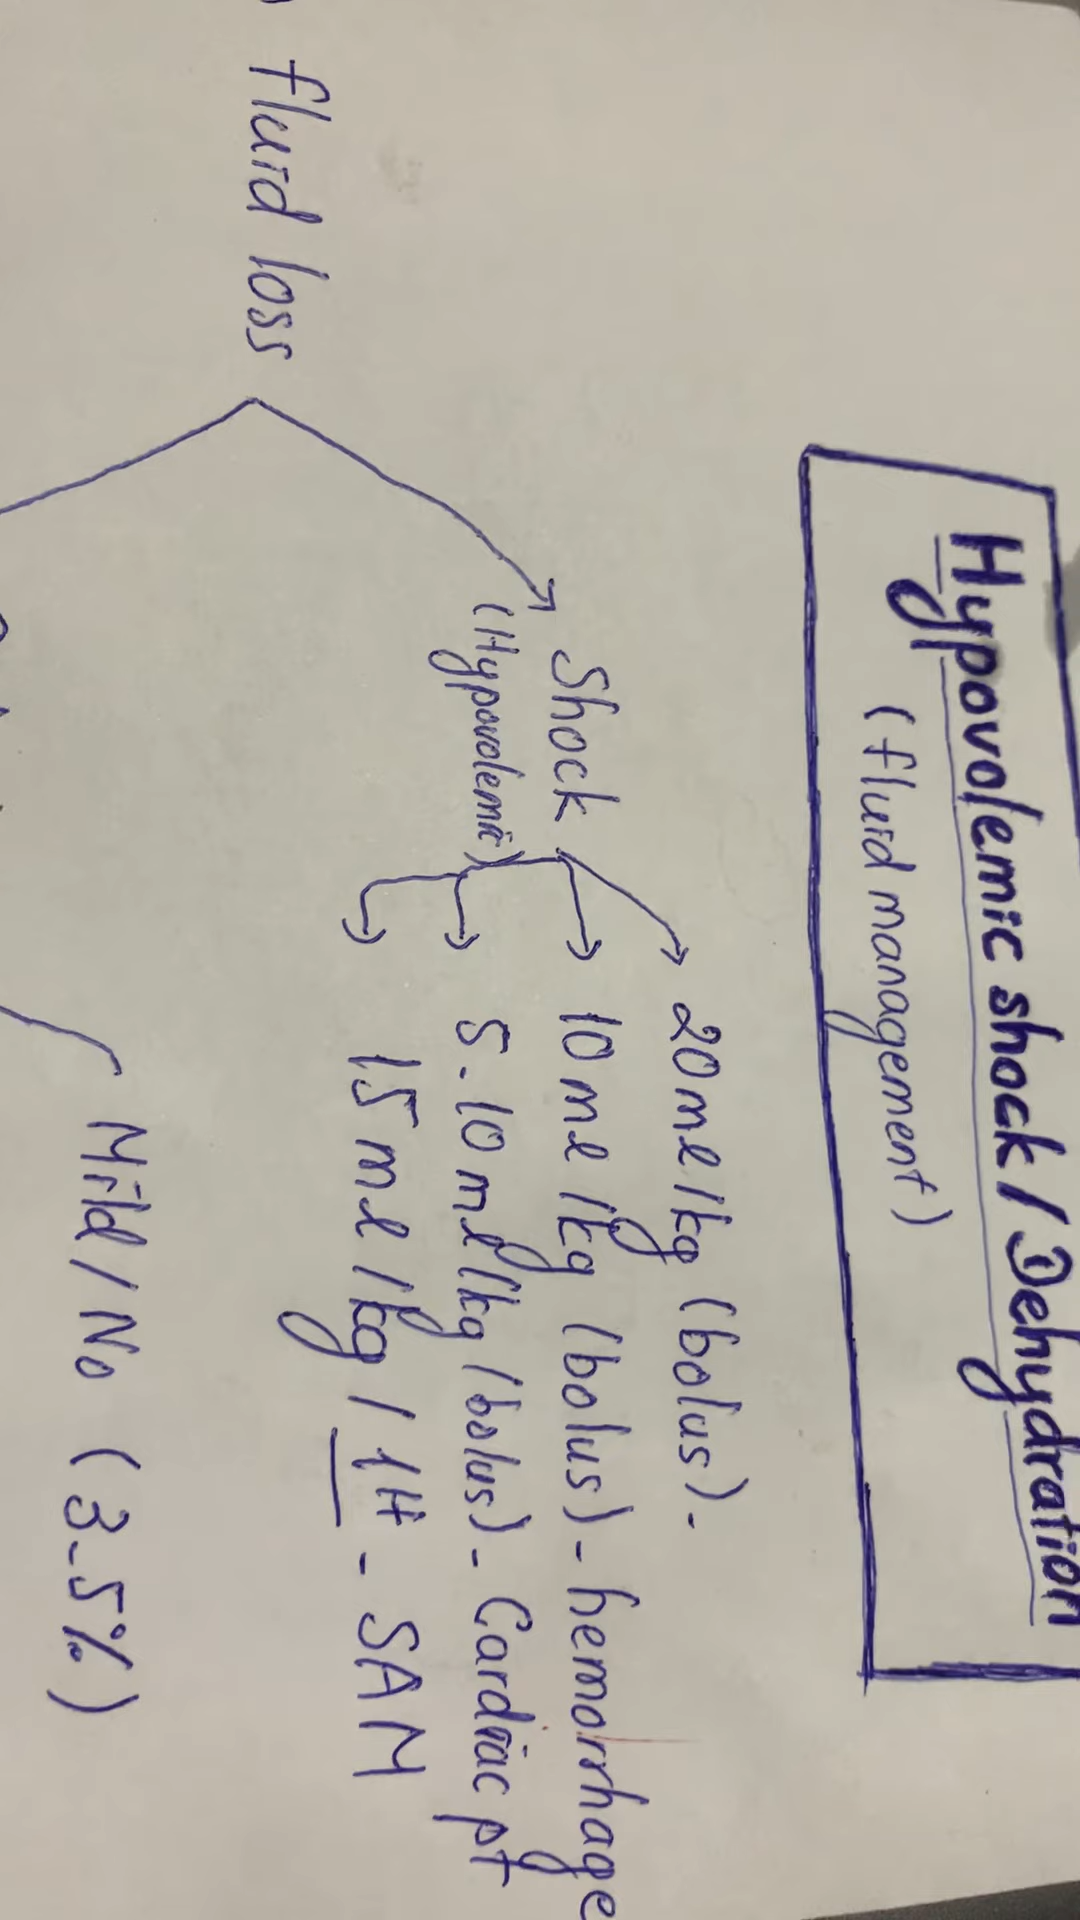 Hypovolemic shock / Dehydration
(fluid management)
20 ml/kg (bolus) -
Shock
10 ml/kg (bolus) - hemorrhage
(Hypovolemic)
5-10 ml/kg (bolus) - Cardiac pt
15 ml/kg / 1H - SAM
fluid loss
Mild / No (3-5%)